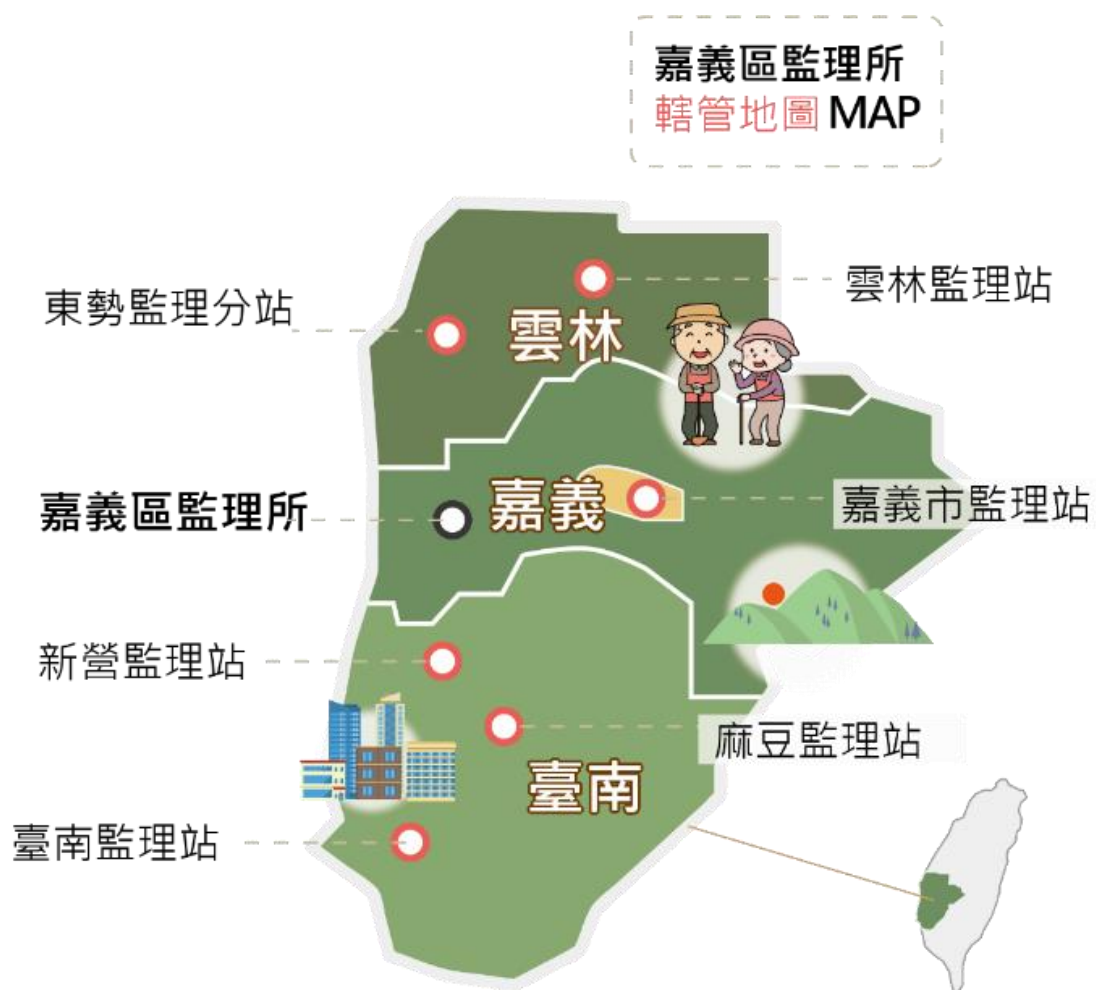 嘉義區監理所
轄管地圖 MAP
雲林監理站
東勢監理分站
雲林
嘉義區監理所
嘉義
嘉義市監理站
新營監理站
麻豆監理站
臺南
臺南監理站